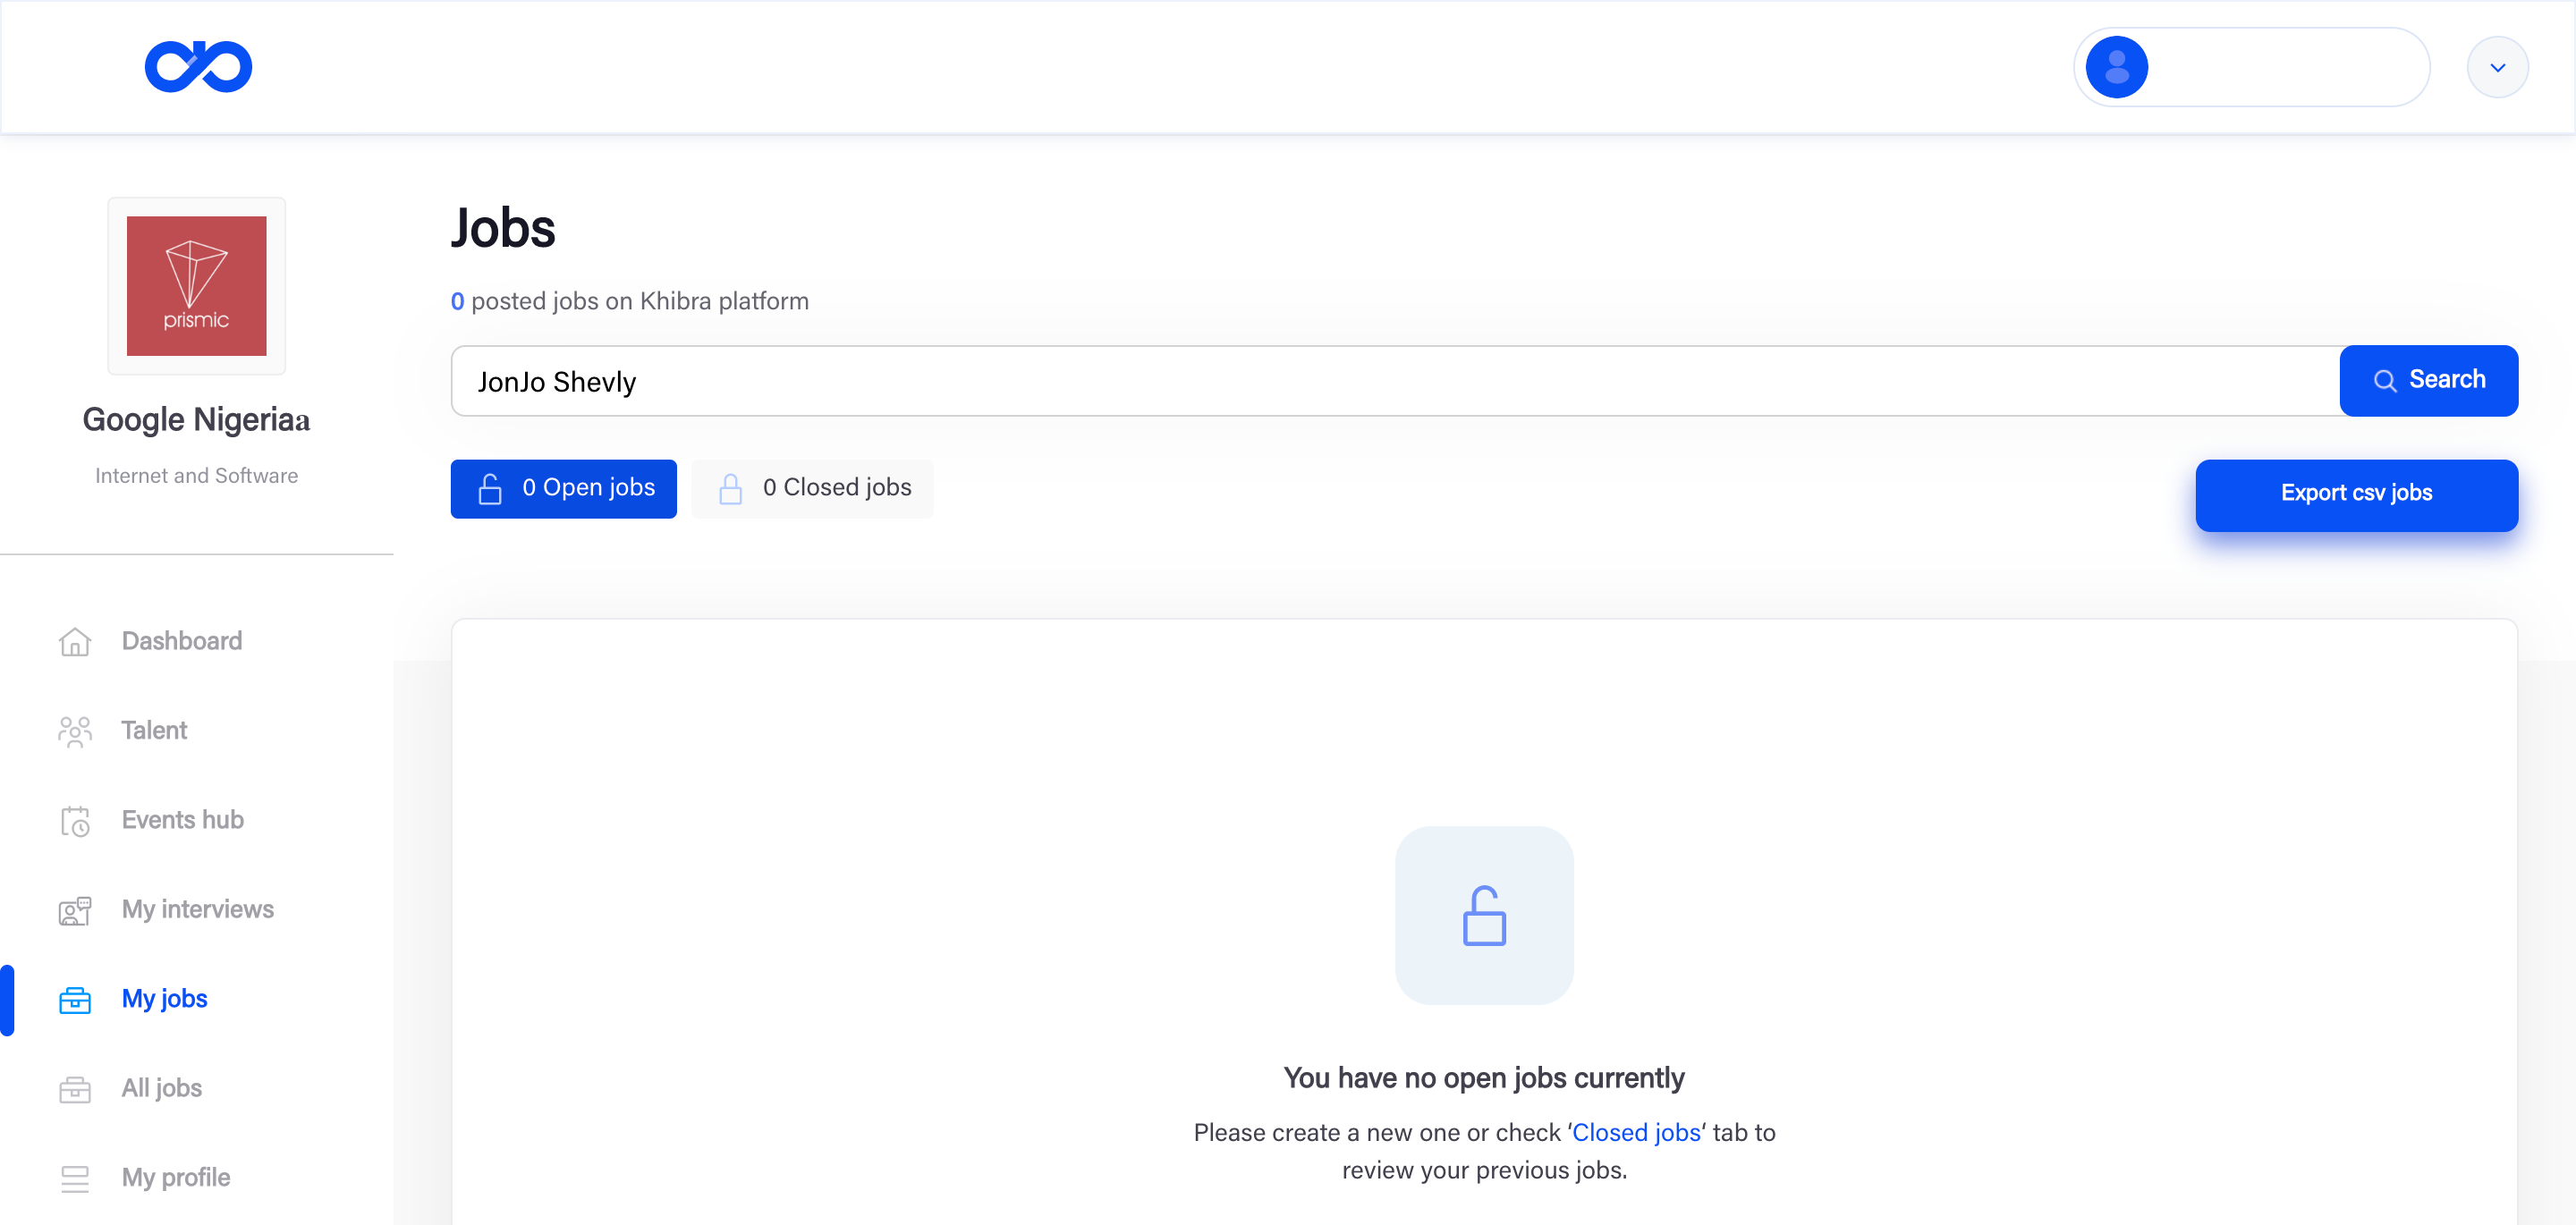 prismic
Google Nigeriaa
Internet and Software
Dashboard
Talent
Events hub
My interviews
My jobs
All jobs
My profile
Jobs
0 posted jobs on Khibra platform
JonJo Shevly
Search
0 Open jobs
0 Closed jobs
Export csv jobs
You have no open jobs currently
Please create a new one or check ‘Closed jobs‘ tab to
review your previous jobs.